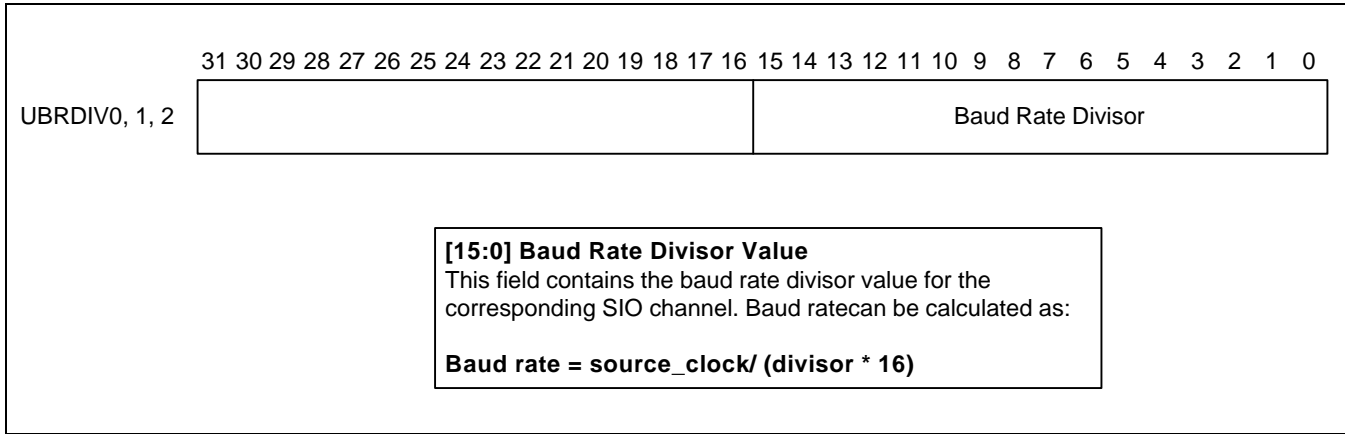 31 30 29 28 27 26 25 24 23 22 21 20 19 18 17 16 15 14 13 12 11 10 9 8 7 6 5 4 3 2 1 0
UBRDIV0, 1, 2
Baud Rate Divisor
[15:0] Baud Rate Divisor Value
This field contains the baud rate divisor value for the
corresponding SIO channel. Baud ratecan be calculated as:
Baud rate = source_clock/ (divisor * 16)